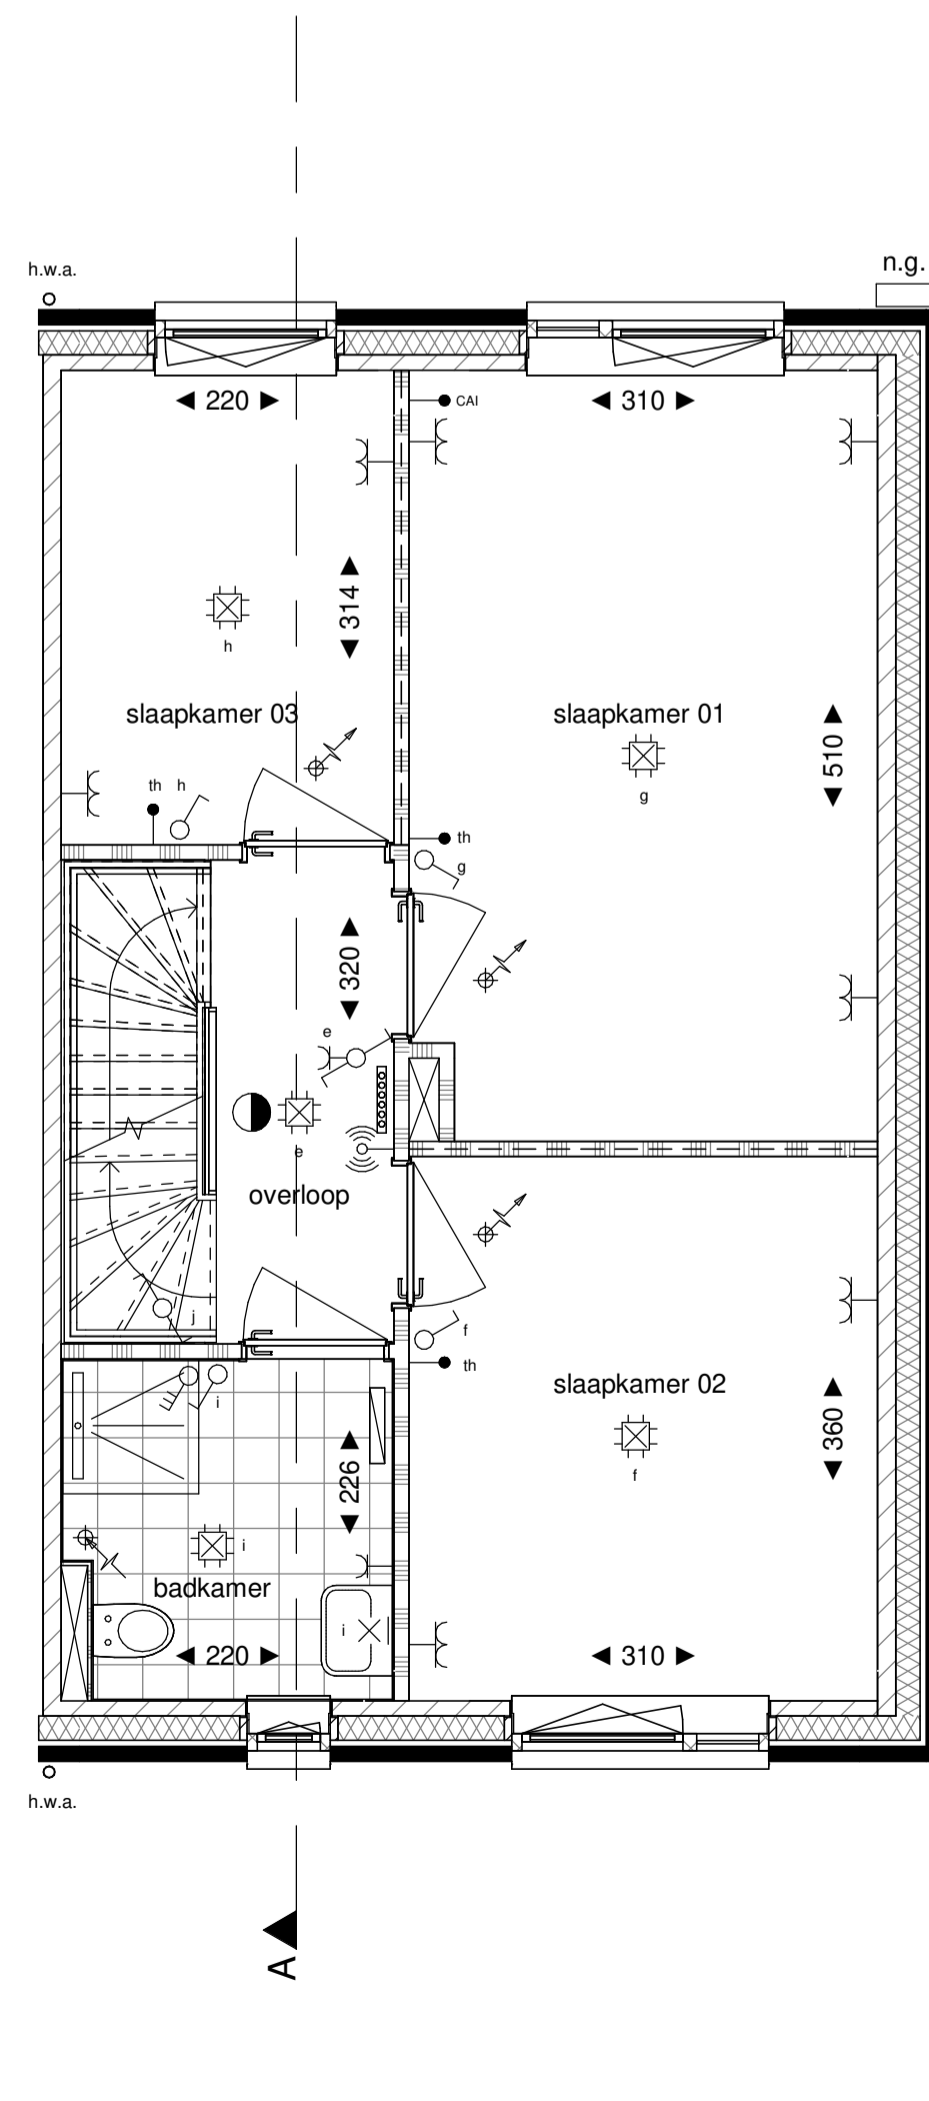 n.g.
h.w.a.
220
310
CAI
314
h
slaapkamer 03
slaapkamer 01
510
g
th h
th
g
320
e
e
overloop
j
f
th
i
slaapkamer 02
360
f
226
i
badkamer
i
220
310
h.w.a.
A